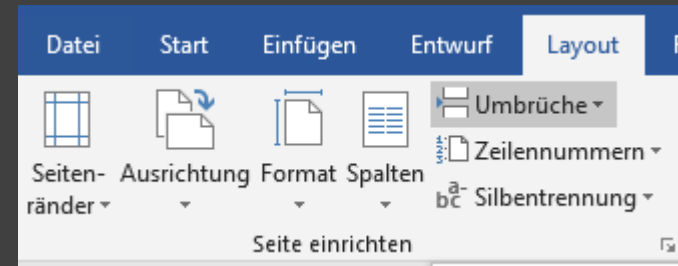 Datei Start Einfügen Entwurf Layout
Seiten-
ränder
Ausrichtung
Format
Spalten
Umbrüche
Zeilennummern
Silbentrennung
Seite einrichten